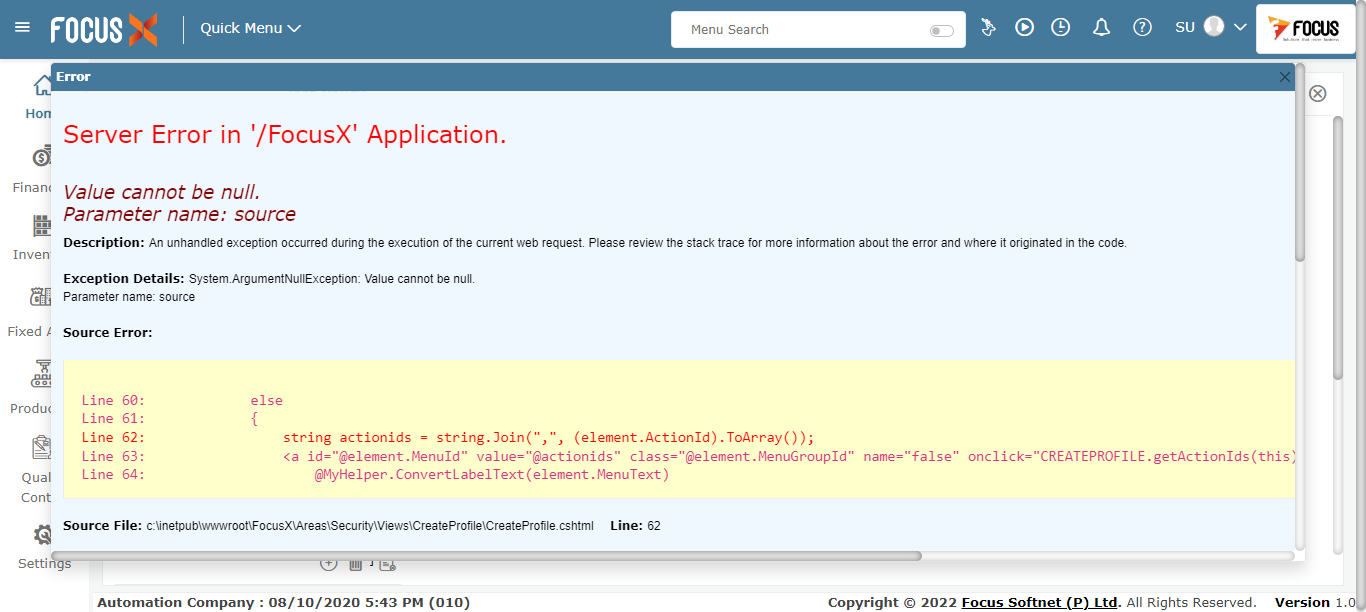 FOCUS X
Quick Menu
Menu Search
SU
FOCUS
Error
Home
Server Error in '/FocusX' Application.
Value cannot be null.
Parameter name: source
Description: An unhandled exception occurred during the execution of the current web request. Please review the stack trace for more information about the error and where it originated in the code.
Exception Details: System.ArgumentNullException: Value cannot be null.
Parameter name: source
Source Error:
Line 60: else
Line 61: {
Line 62: string actionids = string.Join(",", (element.ActionId).ToArray());
Line 63: <a id="@element.MenuId" value="@actionids" class="@element.MenuGroupId" name="false" onclick="CREATEPROFILE.getActionIds(this)
Line 64: @MyHelper.ConvertLabelText(element.MenuText)
Source File: c:\inetpub\wwwroot\FocusX\Areas\Security\Views\CreateProfile\CreateProfile.cshtml Line: 62
Financ
Inven
Fixed A
Produc
Qual
Cont
Settings
Automation Company : 08/10/2020 5:43 PM (010)
Copyright © 2022 Focus Softnet (P) Ltd. All Rights Reserved. Version 1.0